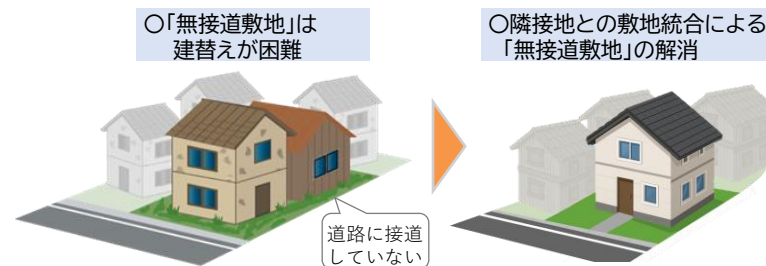 〇「無接道敷地」は
建替えが困難
〇隣接地との敷地統合による
「無接道敷地」の解消
道路に接道
していない